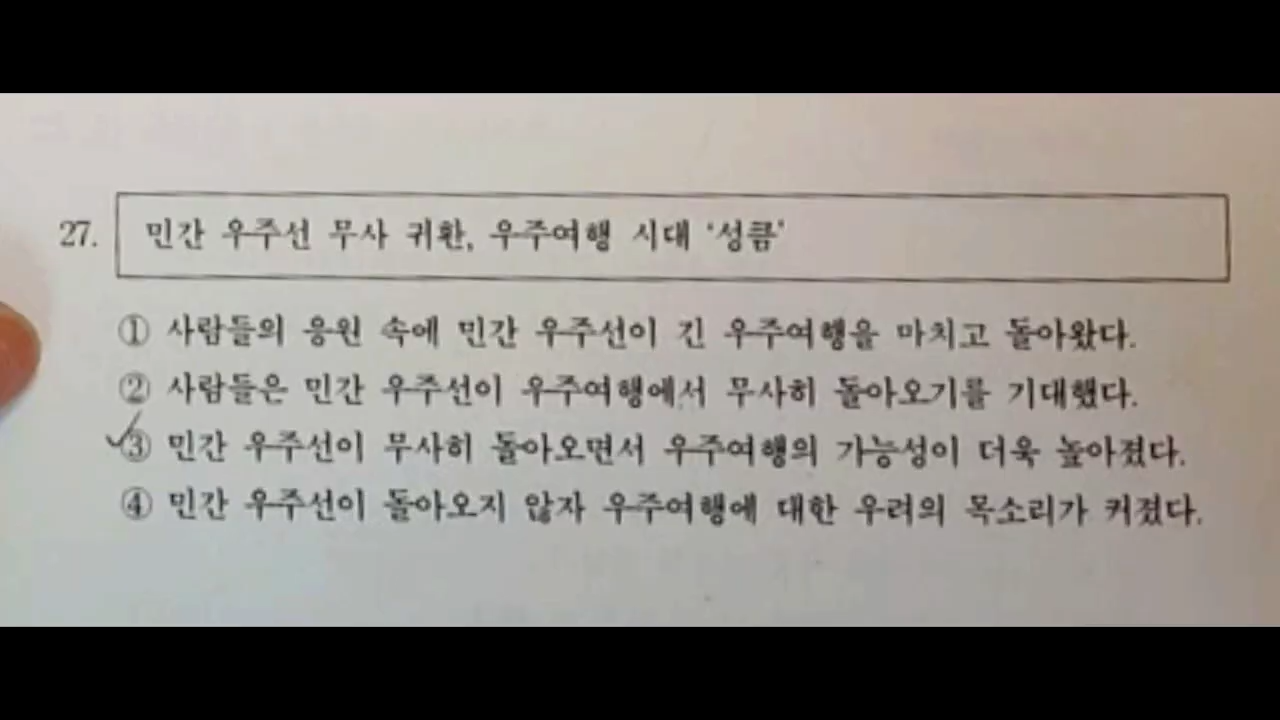 27. 민간 우주선 무사 귀환, 우주여행 시대 ‘성큼’
① 사람들의 응원 속에 민간 우주선이 긴 우주여행을 마치고 돌아왔다.
② 사람들은 민간 우주선이 우주여행에서 무사히 돌아오기를 기대했다.
③ 민간 우주선이 무사히 돌아오면서 우주여행의 가능성이 더욱 높아졌다.
④ 민간 우주선이 돌아오지 않자 우주여행에 대한 우려의 목소리가 커졌다.